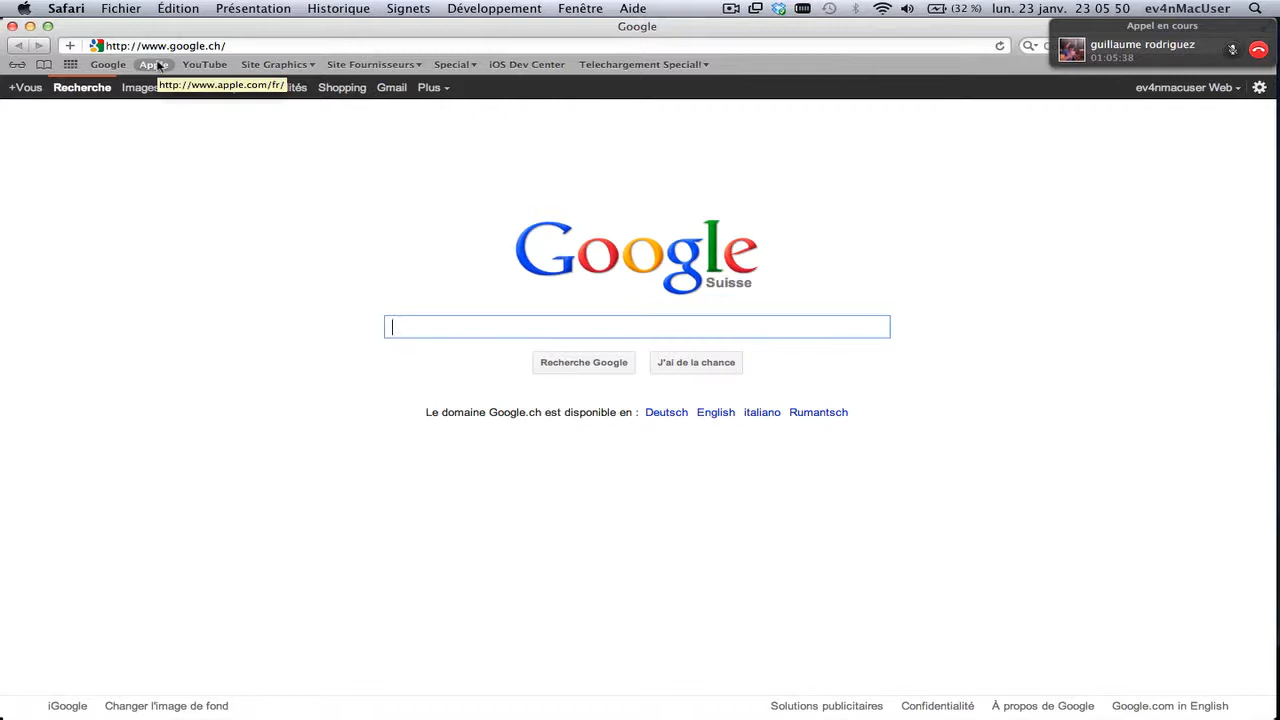 Safari Fichier Édition Présentation Historique Signets Développement Fenêtre Aide (32 %) lun. 23 janv. 23 05 50 ev4nMacUser
Google
Appel en cours
http://www.google.ch/
guillaume rodriguez
01:05:38
Google Apple YouTube Site Graphics Site Fournisseurs Special iOS Dev Center Telechargement Special!
http://www.apple.com/fr/
+Vous Recherche Images Shopping Gmail Plus ev4nmacuser Web
Google
Suisse
Recherche Google J'ai de la chance
Le domaine Google.ch est disponible en : Deutsch English italiano Rumantsch
iGoogle Changer l'image de fond Solutions publicitaires Confidentialité À propos de Google Google.com in English